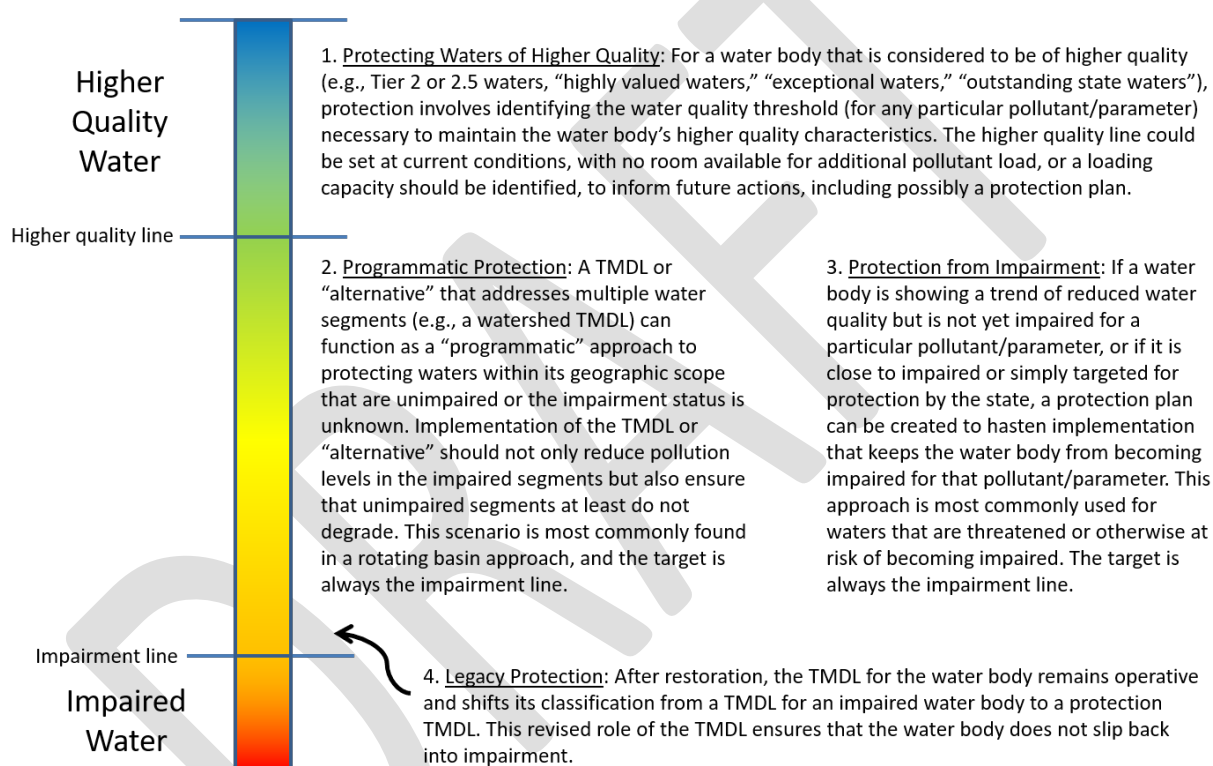 Higher
Quality
Water
1. Protecting Waters of Higher Quality: For a water body that is considered to be of higher quality
(e.g., Tier 2 or 2.5 waters, “highly valued waters,” “exceptional waters,” “outstanding state waters”),
protection involves identifying the water quality threshold (for any particular pollutant/parameter)
necessary to maintain the water body’s higher quality characteristics. The higher quality line could
be set at current conditions, with no room available for additional pollutant load, or a loading
capacity should be identified, to inform future actions, including possibly a protection plan.
Higher quality line
2. Programmatic Protection: A TMDL or
“alternative” that addresses multiple water
segments (e.g., a watershed TMDL) can
function as a “programmatic” approach to
protecting waters within its geographic scope
that are unimpaired or the impairment status is
unknown. Implementation of the TMDL or
“alternative” should not only reduce pollution
levels in the impaired segments but also ensure
that unimpaired segments at least do not
degrade. This scenario is most commonly found
in a rotating basin approach, and the target is
always the impairment line.
3. Protection from Impairment: If a water
body is showing a trend of reduced water
quality but is not yet impaired for a
particular pollutant/parameter, or if it is
close to impaired or simply targeted for
protection by the state, a protection plan
can be created to hasten implementation
that keeps the water body from becoming
impaired for that pollutant/parameter. This
approach is most commonly used for
waters that are threatened or otherwise at
risk of becoming impaired. The target is
always the impairment line.
Impairment line
Impaired
Water
4. Legacy Protection: After restoration, the TMDL for the water body remains operative
and shifts its classification from a TMDL for an impaired water body to a protection
TMDL. This revised role of the TMDL ensures that the water body does not slip back
into impairment.
DRAFT